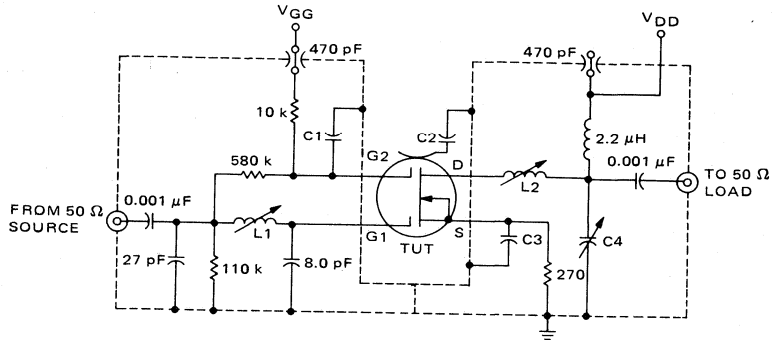 VGG
VDD
470 pF
470 pF
10 k
C1
C2
2.2 µH
580 k
G2
D
0.001 µF
0.001 µF
L2
TO 50 Ω
LOAD
FROM 50 Ω
SOURCE
L1
G1
TUT
S
C3
C4
27 pF
110 k
8.0 pF
270